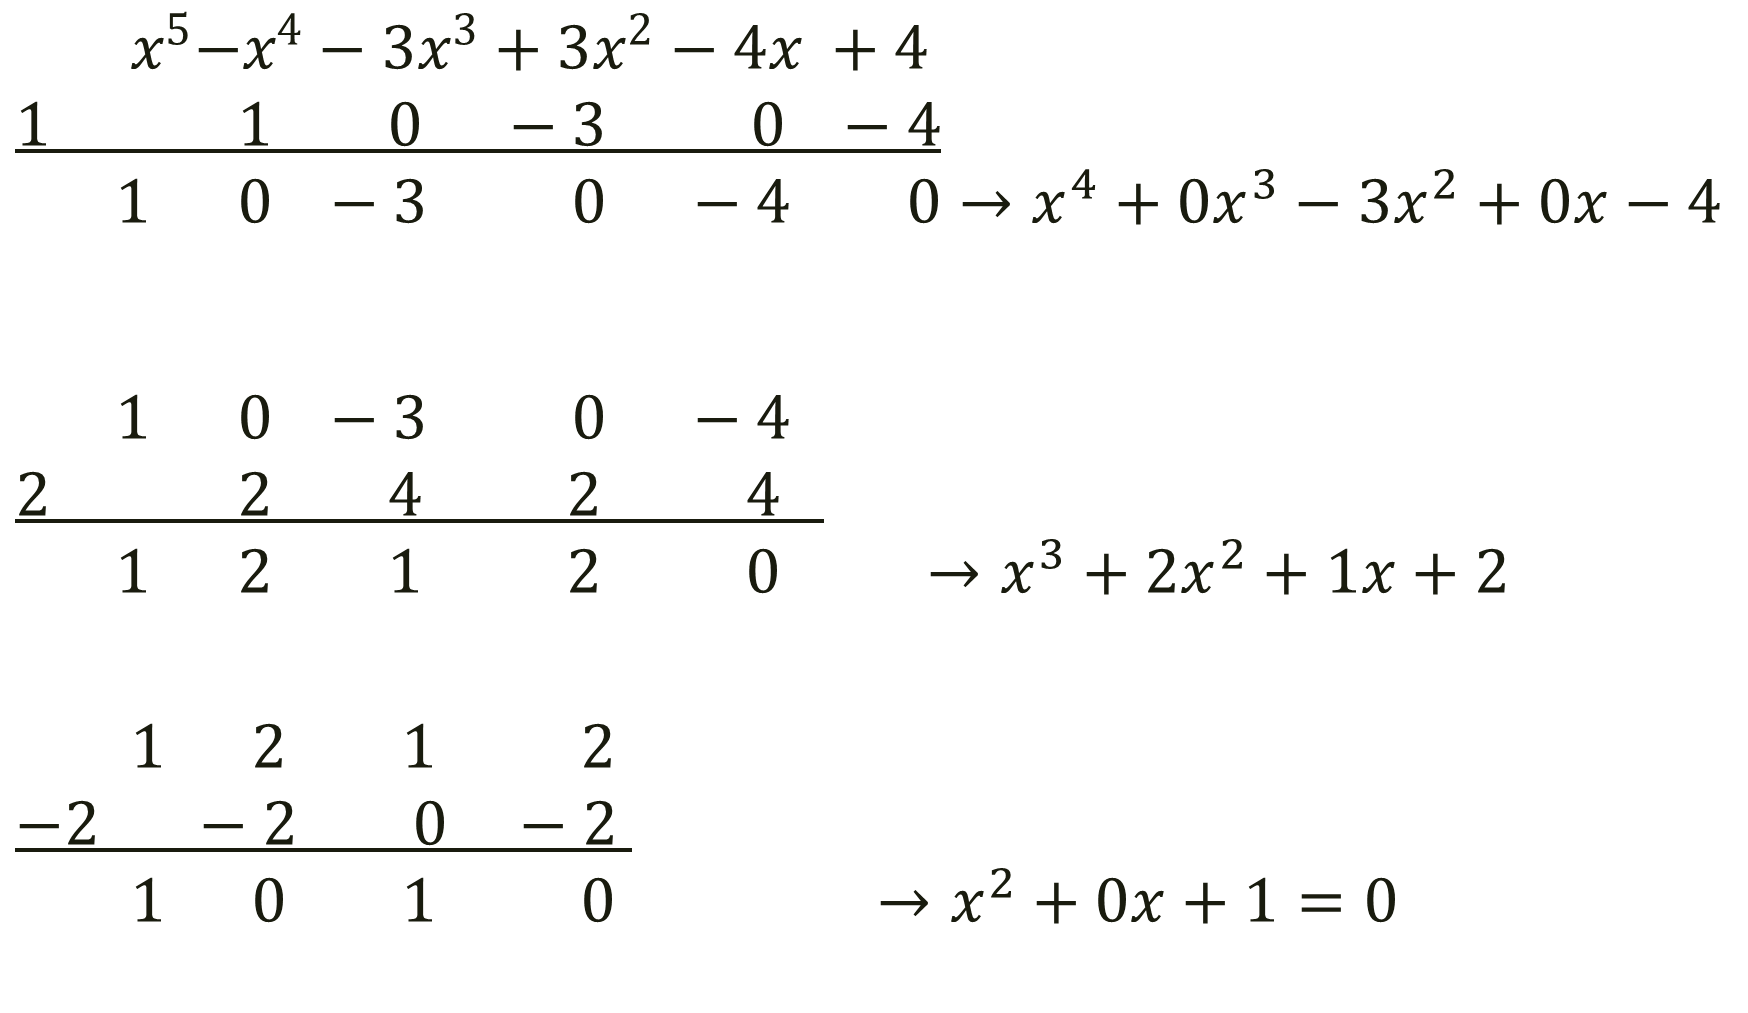 x⁵−x⁴ − 3x³ + 3x² − 4x + 4
1 1 0 − 3 0 − 4
1 0 − 3 0 − 4 0 → x⁴ + 0x³ − 3x² + 0x − 4
1 0 − 3 0 − 4
2 2 4 2 4
1 2 1 2 0 → x³ + 2x² + 1x + 2
1 2 1 2
−2 − 2 0 − 2
1 0 1 0 → x² + 0x + 1 = 0